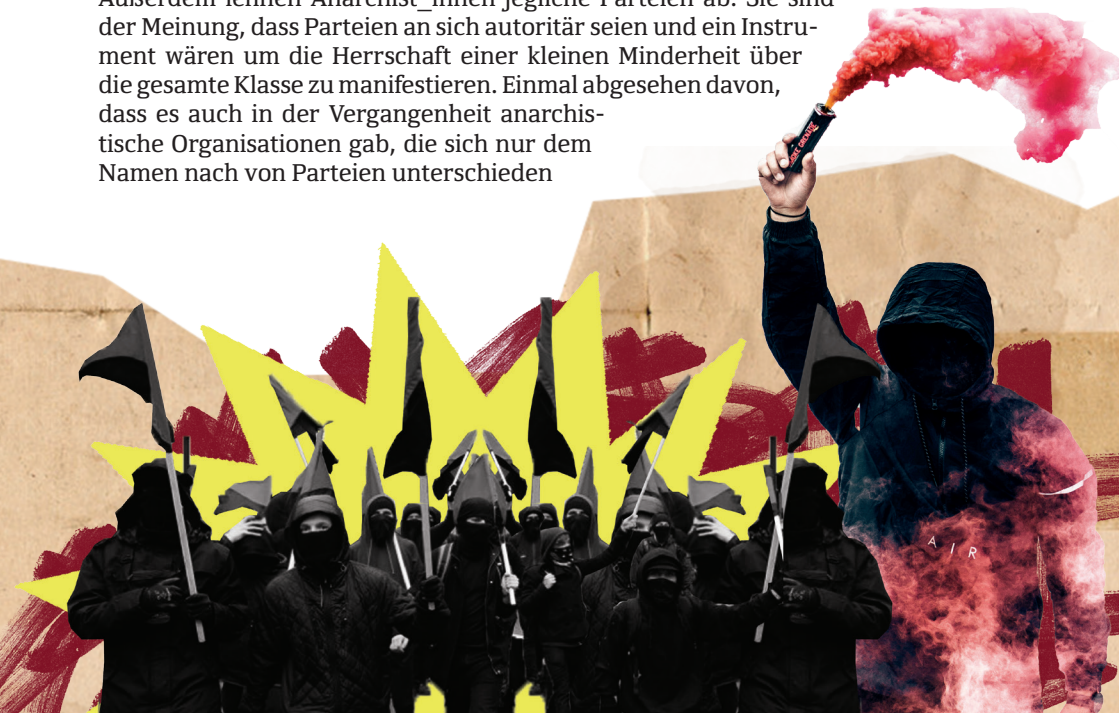 Außerdem lehnen Anarchist_innen jegliche Parteien ab. Sie sind
der Meinung, dass Parteien an sich autoritär seien und ein Instru-
ment wären um die Herrschaft einer kleinen Minderheit über
die gesamte Klasse zu manifestieren. Einmal abgesehen davon,
dass es auch in der Vergangenheit anarchis-
tische Organisationen gab, die sich nur dem
Namen nach von Parteien unterschieden
AIR